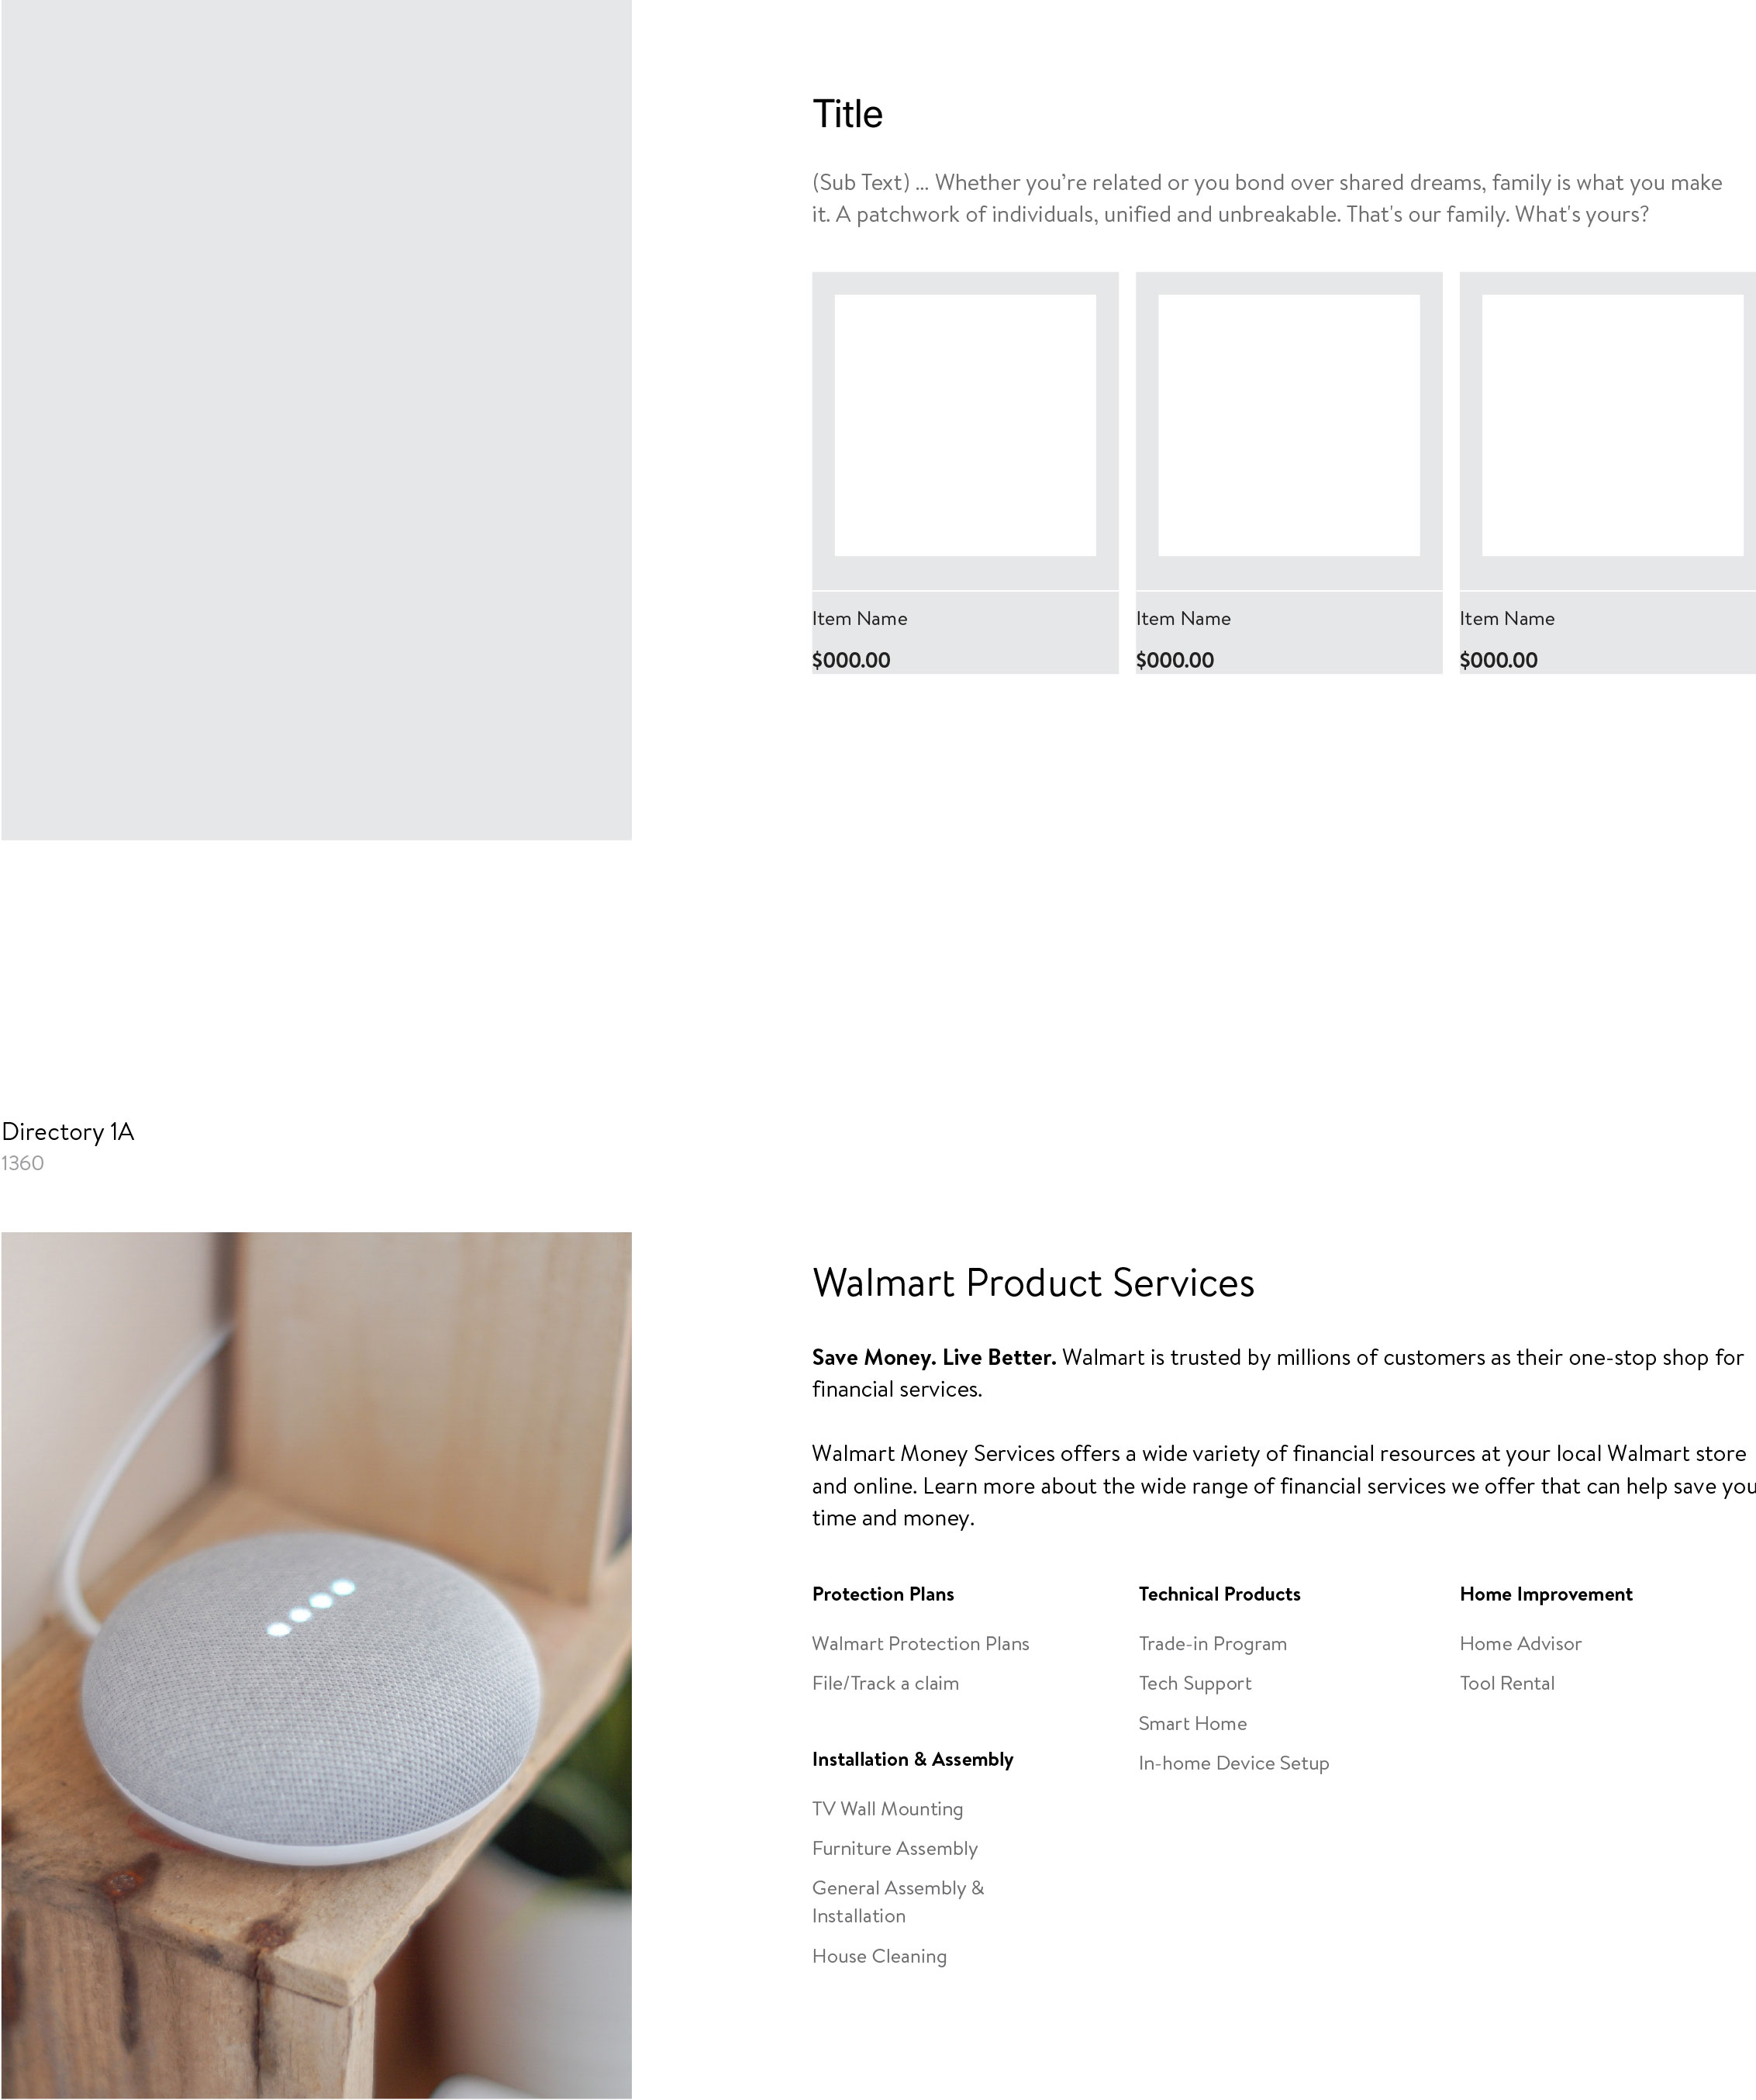 Title
(Sub Text) ... Whether you’re related or you bond over shared dreams, family is what you make
it. A patchwork of individuals, unified and unbreakable. That's our family. What's yours?
Item Name
$000.00
Item Name
$000.00
Item Name
$000.00
Directory 1A
1360
Walmart Product Services
Save Money. Live Better. Walmart is trusted by millions of customers as their one-stop shop for
financial services.
Walmart Money Services offers a wide variety of financial resources at your local Walmart store
and online. Learn more about the wide range of financial services we offer that can help save you
time and money.
Protection Plans
Walmart Protection Plans
File/Track a claim
Installation & Assembly
TV Wall Mounting
Furniture Assembly
General Assembly &
Installation
House Cleaning
Technical Products
Trade-in Program
Tech Support
Smart Home
In-home Device Setup
Home Improvement
Home Advisor
Tool Rental